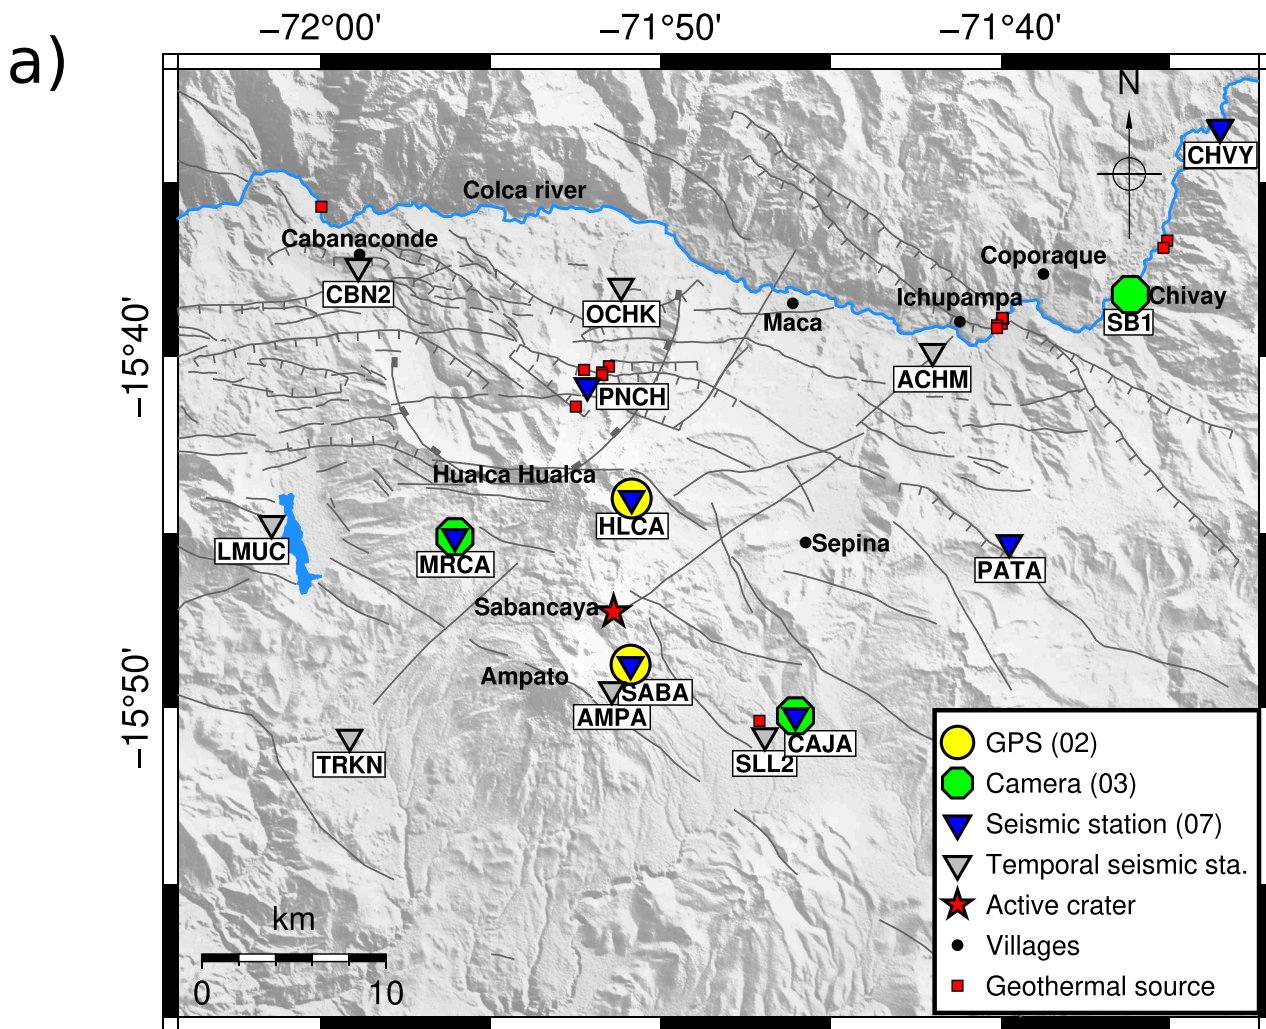 −72°00'
−71°50'
−71°40'
a)
N
CHVY
Colca river
Cabanaconde
Coporaque
CBN2
OCHK
Ichupampa
Chivay
Maca
SB1
−15°40'
ACHM
PNCH
Hualca Hualca
HLCA
LMUC
MRCA
Sepina
PATA
Sabancaya
Ampato
SABA
−15°50'
AMPA
CAJA
TRKN
SLL2
GPS (02)
Camera (03)
Seismic station (07)
Temporal seismic sta.
Active crater
Villages
Geothermal source
km
0
10